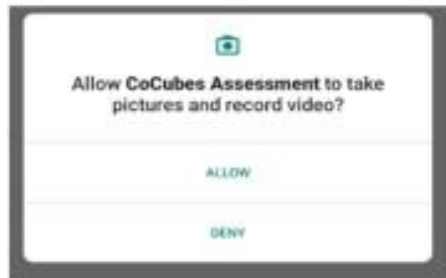 Allow CoCubes Assessment to take
pictures and record video?
ALLOW
DENY